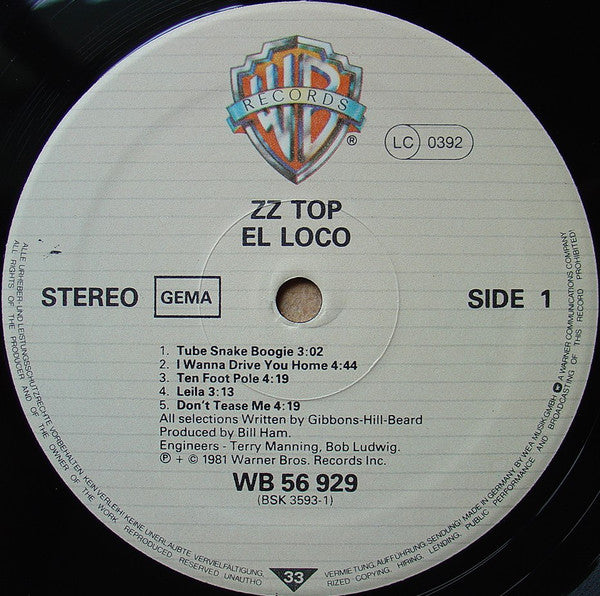 WB
RECORDS
®
LC 0392
ZZ TOP
EL LOCO
STEREO GEMA SIDE 1
1. Tube Snake Boogie 3:02
2. I Wanna Drive You Home 4:44
3. Ten Foot Pole 4:19
4. Leila 3:13
5. Don't Tease Me 4:19
All selections Written by Gibbons-Hill-Beard
Produced by Bill Ham.
Engineers - Terry Manning, Bob Ludwig.
℗ + © 1981 Warner Bros. Records Inc.
WB 56 929
(BSK 3593-1)
ALLE URHEBER- UND LEISTUNGSSCHUTZRECHTE VORBEHALTEN. KEIN VERLEIH! KEINE UNERLAUBTE VERVIELFÄLTIGUNG,
ALL RIGHTS OF THE PRODUCER AND OF THE OWNER OF THE WORK REPRODUCED UNAUTHO
33
VERMIETUNG, AUFFÜHRUNG, SENDUNG! MADE IN GERMANY BY WEA MUSIK GMBH A WARNER COMMUNICATIONS COMPANY
RIZED COPYING, HIRING, LENDING, PUBLIC PERFORMANCE AND BROADCASTING OF THIS RECORD PROHIBITED!